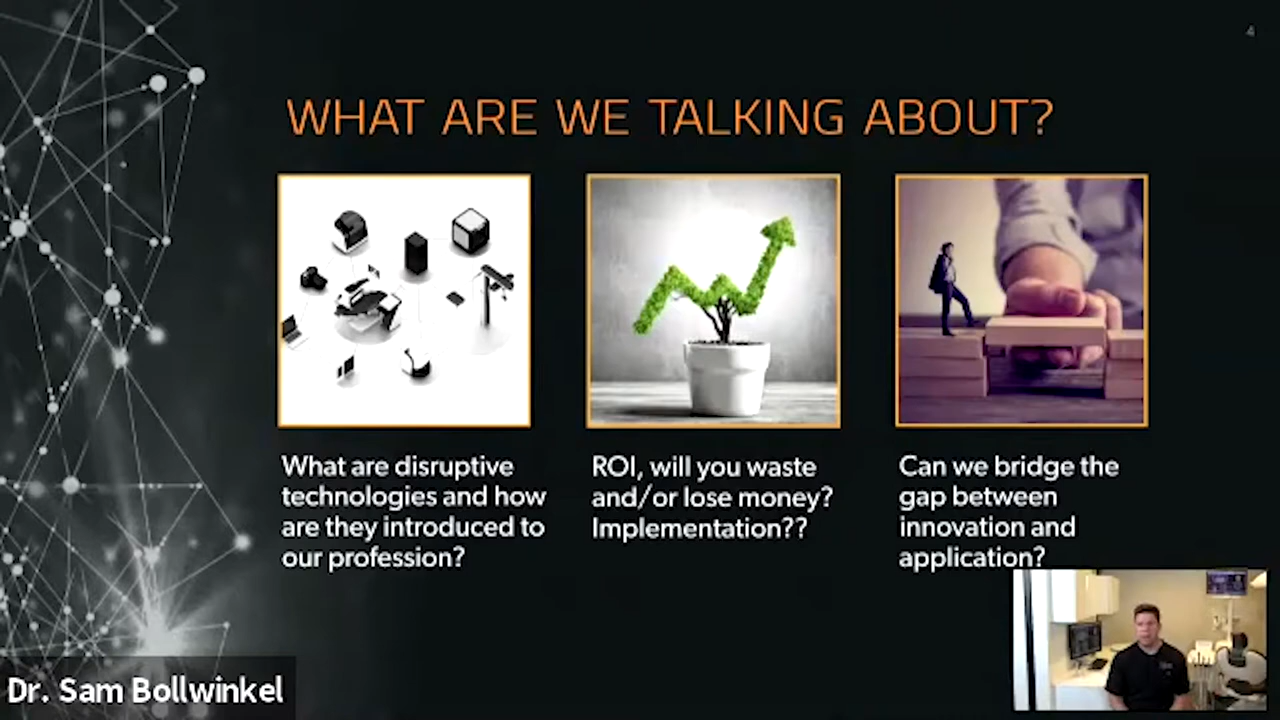 4
WHAT ARE WE TALKING ABOUT?
What are disruptive
technologies and how
are they introduced to
our profession?
ROI, will you waste
and/or lose money?
Implementation??
Can we bridge the
gap between
innovation and
application?
Dr. Sam Bollwinkel